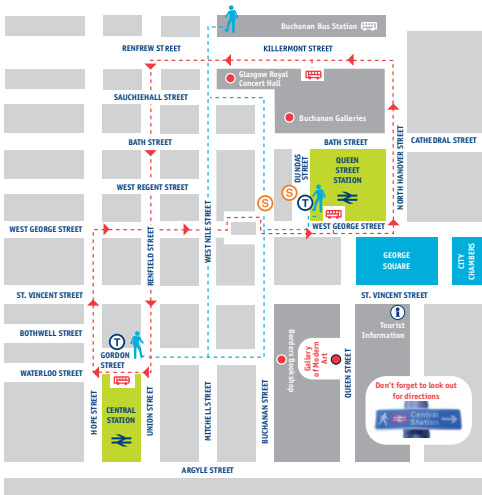 Buchanan Bus Station
RENFREW STREET
KILLERMONT STREET
Glasgow Royal
Concert Hall
SAUCHIEHALL STREET
Buchanan Galleries
BATH STREET
BATH STREET
CATHEDRAL STREET
DUNDAS
STREET
QUEEN
STREET
STATION
NORTH HANOVER STREET
WEST REGENT STREET
S
S
T
WEST NILE STREET
WEST GEORGE STREET
WEST GEORGE STREET
RENFIELD STREET
GEORGE
SQUARE
CITY
CHAMBERS
ST. VINCENT STREET
ST. VINCENT STREET
i
Tourist
Information
BOTHWELL STREET
T
GORDON
STREET
Borders Bookshop
Gallery
of Modern
Art
QUEEN STREET
WATERLOO STREET
HOPE STREET
CENTRAL
STATION
UNION STREET
MITCHELL STREET
BUCHANAN STREET
Don't forget to look out
for directions
Central
Station
ARGYLE STREET